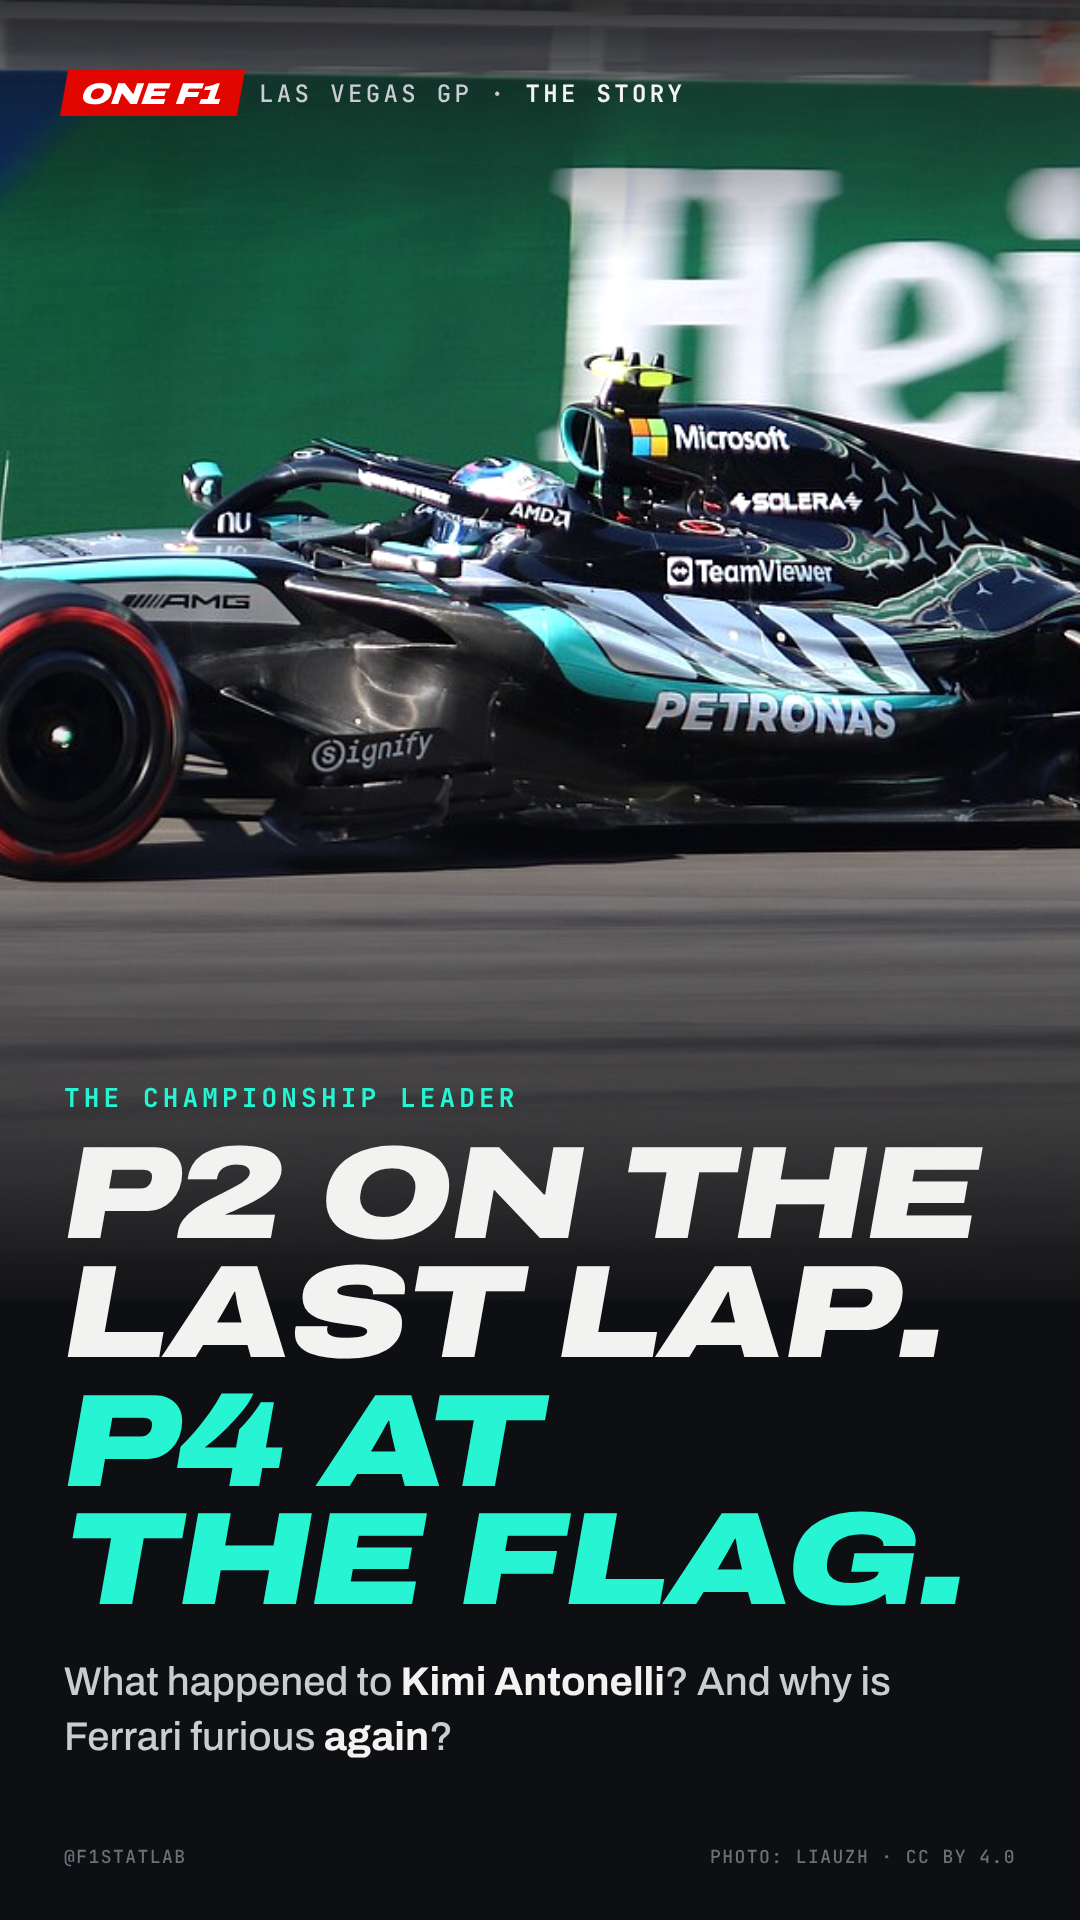 ONE F1 LAS VEGAS GP · THE STORY
Hei
Microsoft
SOLERA
AMD
nu
TeamViewer
AMG
PETRONAS
Signify
THE CHAMPIONSHIP LEADER
P2 ON THE
LAST LAP.
P4 AT
THE FLAG.
What happened to Kimi Antonelli? And why is
Ferrari furious again?
@F1STATLAB
PHOTO: LIAUZH · CC BY 4.0